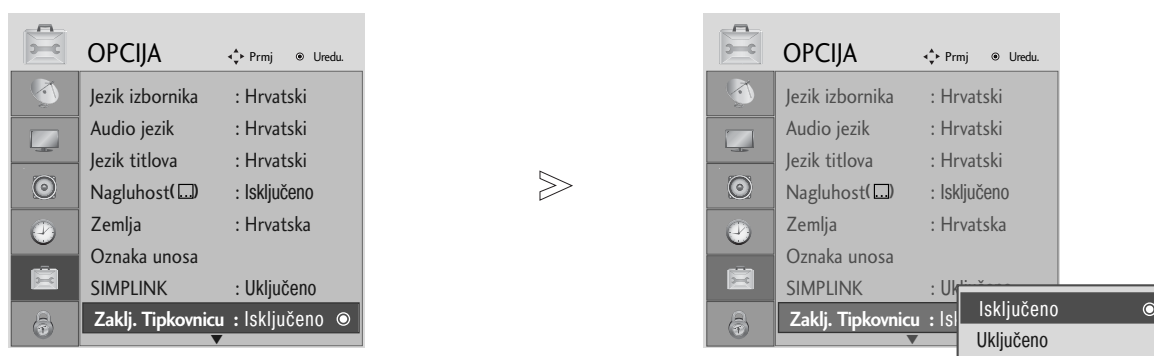 OPCIJA Prmj Uredu.
Jezik izbornika : Hrvatski
Audio jezik : Hrvatski
Jezik titlova : Hrvatski
Nagluhost( ) : Isključeno
Zemlja : Hrvatska
Oznaka unosa
SIMPLINK : Uključeno
Zaklj. Tipkovnicu : Isključeno
OPCIJA Prmj Uredu.
Jezik izbornika : Hrvatski
Audio jezik : Hrvatski
Jezik titlova : Hrvatski
Nagluhost( ) : Isključeno
Zemlja : Hrvatska
Oznaka unosa
SIMPLINK :
Zaklj. Tipkovnicu :
Isključeno
Uključeno